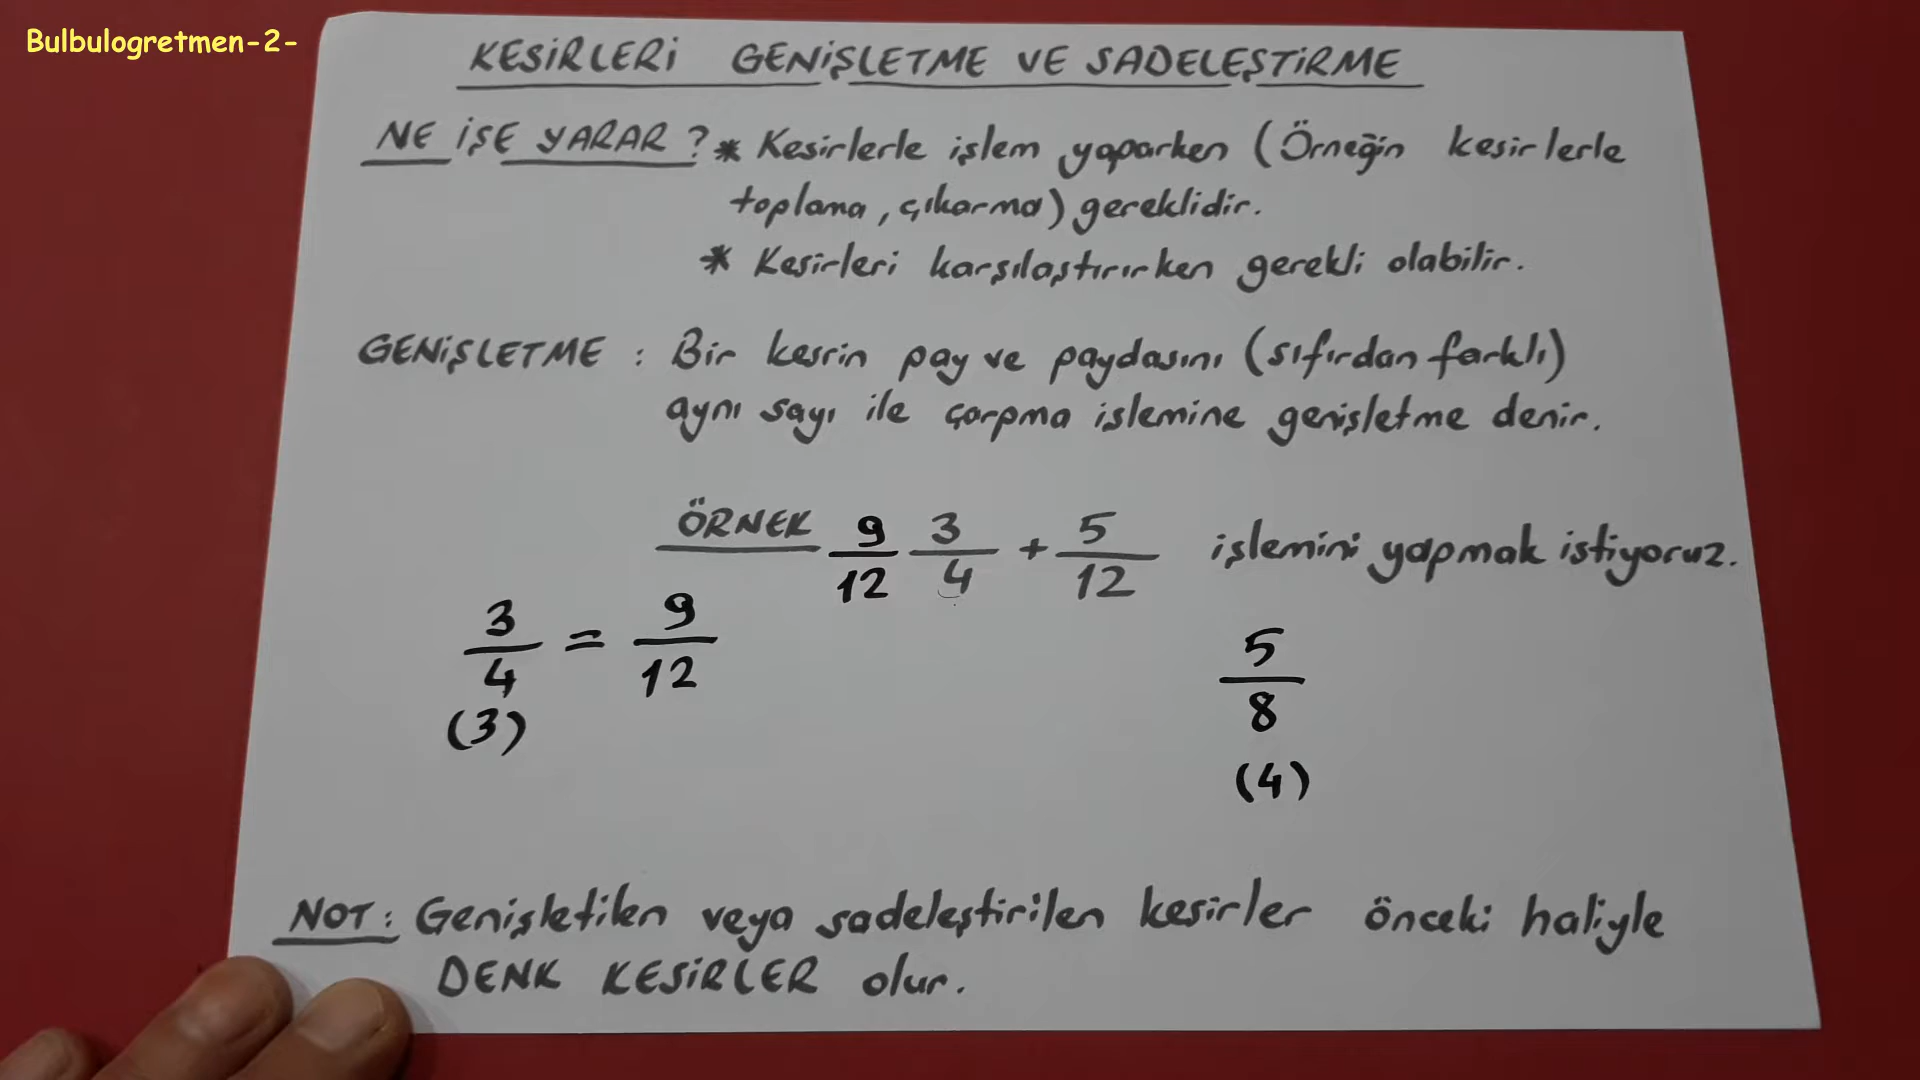 Bulbulogretmen-2-
KESİRLERİ GENİŞLETME VE SADELEŞTİRME
NE İŞE YARAR? * Kesirlerle işlem yaparken (Örneğin kesirlerle
toplama, çıkarma) gereklidir.
* Kesirleri karşılaştırırken gerekli olabilir.
GENİŞLETME : Bir kesrin pay ve paydasını (sıfırdan farklı)
aynı sayı ile çarpma işlemine genişletme denir.
ÖRNEK 9/12 3/4 + 5/12 işlemini yapmak istiyoruz.
3/4 = 9/12
(3)
5/8
(4)
NOT: Genişletilen veya sadeleştirilen kesirler önceki haliyle
DENK KESİRLER olur.